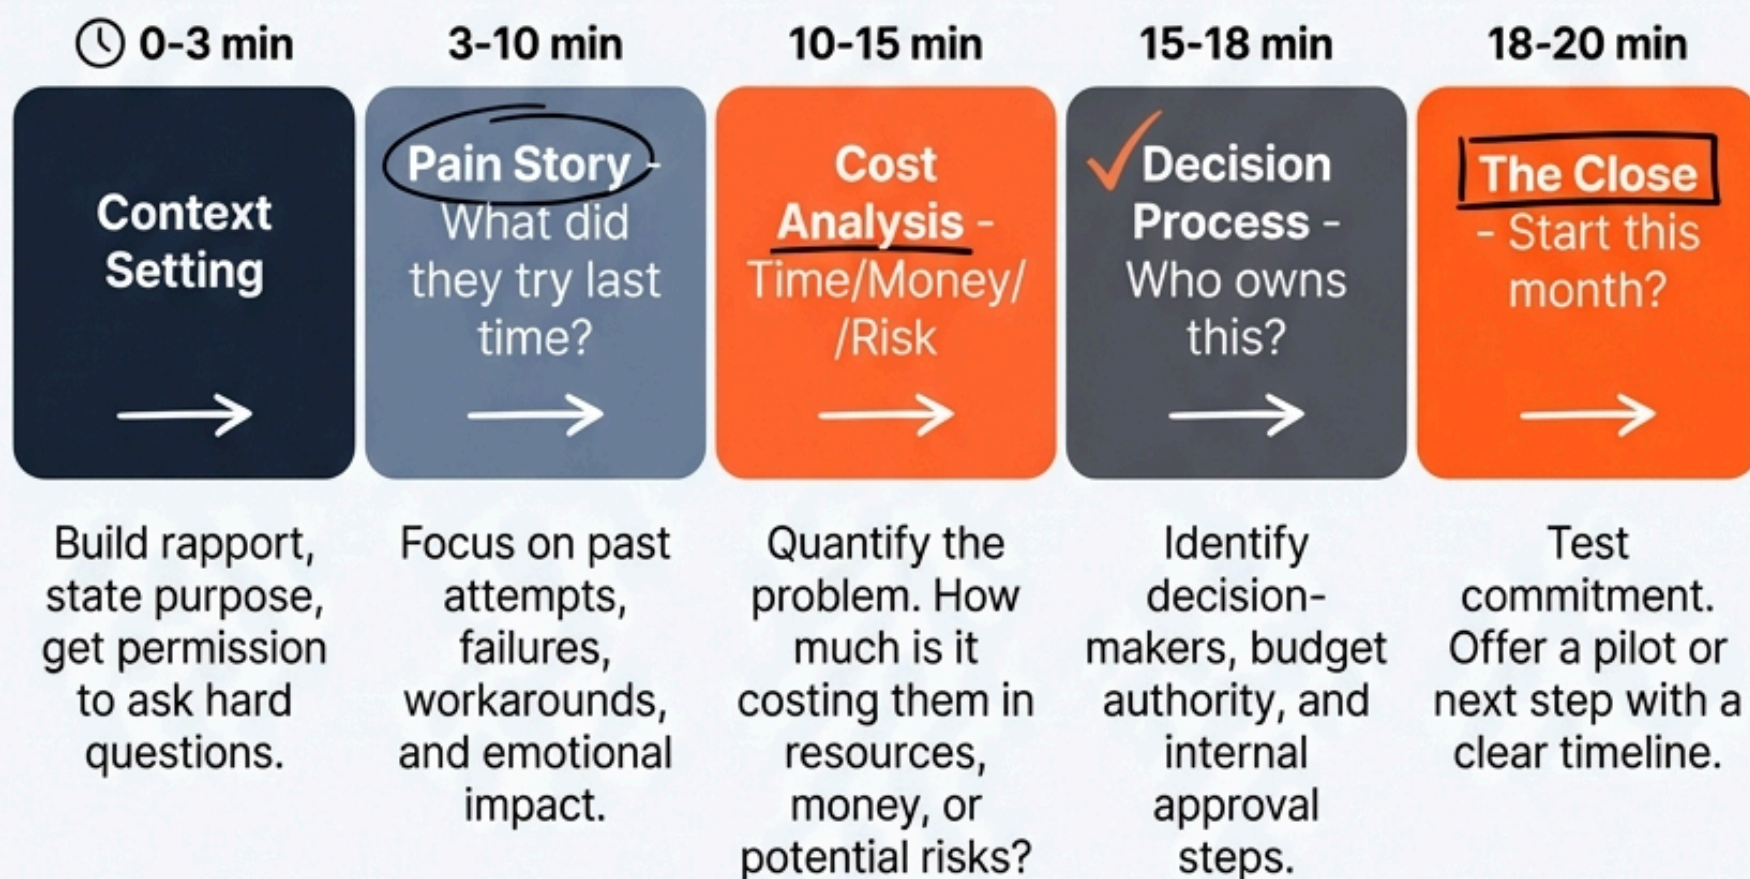 0-3 min
3-10 min
10-15 min
15-18 min
18-20 min
Context
Setting
Pain Story -
What did
they try last
time?
Cost
Analysis -
Time/Money/
/Risk
Decision
Process -
Who owns
this?
The Close
- Start this
month?
Build rapport,
state purpose,
get permission
to ask hard
questions.
Focus on past
attempts,
failures,
workarounds,
and emotional
impact.
Quantify the
problem. How
much is it
costing them in
resources,
money, or
potential risks?
Identify
decision-
makers, budget
authority, and
internal
approval
steps.
Test
commitment.
Offer a pilot or
next step with a
clear timeline.